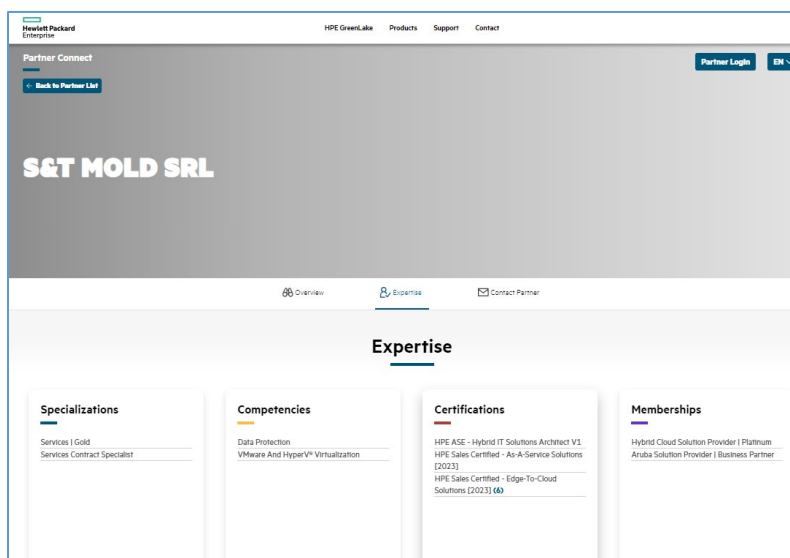 Hewlett Packard
Enterprise
HPE GreenLake Products Support Contact
Partner Connect
Partner Login EN
← Back to Partner List
S&T MOLD SRL
Overview Expertise Contact Partner
Expertise
Specializations
Services | Gold
Services Contract Specialist
Competencies
Data Protection
VMware And HyperV® Virtualization
Certifications
HPE ASE - Hybrid IT Solutions Architect V1
HPE Sales Certified - As-A-Service Solutions
[2023]
HPE Sales Certified - Edge-To-Cloud
Solutions [2023] (6)
Memberships
Hybrid Cloud Solution Provider | Platinum
Aruba Solution Provider | Business Partner